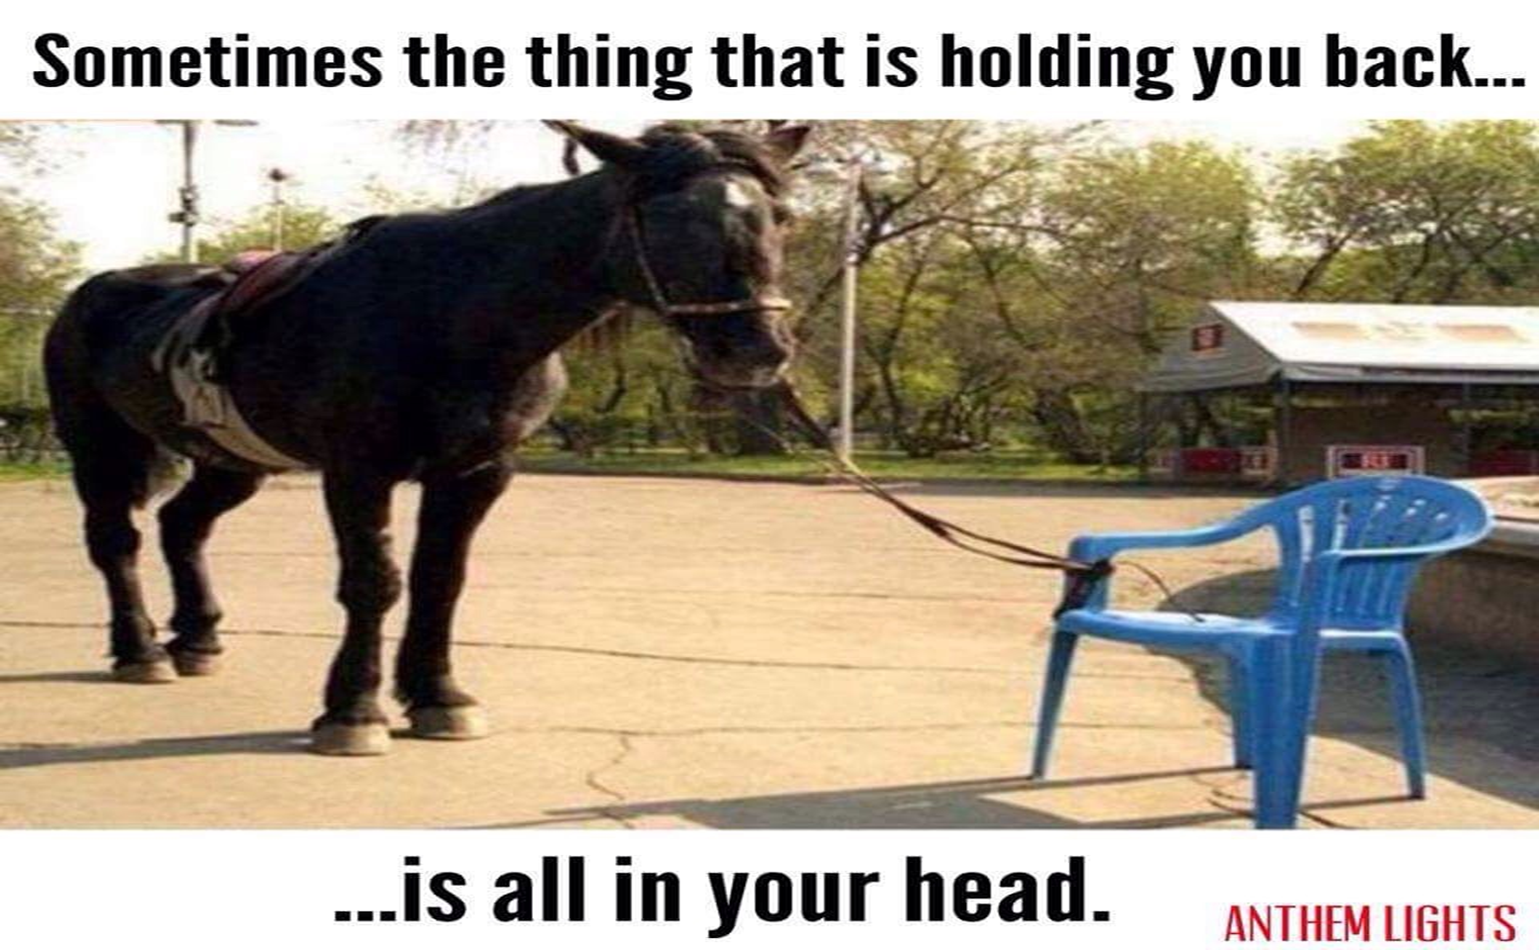 Sometimes the thing that is holding you back...
...is all in your head.
ANTHEM LIGHTS